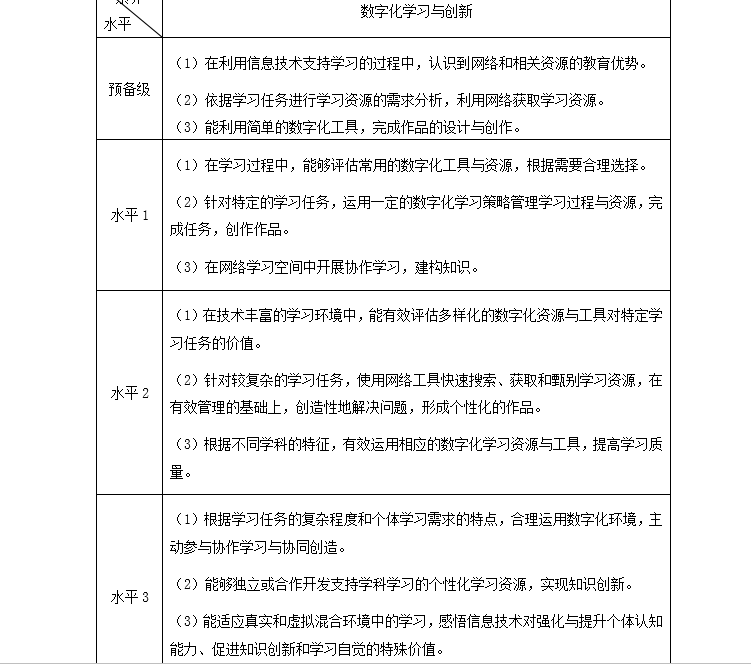 数字化学习与创新
水平
（1）在利用信息技术支持学习的过程中，认识到网络和相关资源的教育优势。
预备级
（2）依据学习任务进行学习资源的需求分析，利用网络获取学习资源。
（3）能利用简单的数字化工具，完成作品的设计与创作。
（1）在学习过程中，能够评估常用的数字化工具与资源，根据需要合理选择。
（2）针对特定的学习任务，运用一定的数字化学习策略管理学习过程与资源，完
水平 1
成任务，创作作品。
（3）在网络学习空间中开展协作学习，建构知识。
（1）在技术丰富的学习环境中，能有效评估多样化的数字化资源与工具对特定学
习任务的价值。
（2）针对较复杂的学习任务，使用网络工具快速搜索、获取和甄别学习资源，在
水平 2
有效管理的基础上，创造性地解决问题，形成个性化的作品。
（3）根据不同学科的特征，有效运用相应的数字化学习资源与工具，提高学习质
量。
（1）根据学习任务的复杂程度和个体学习需求的特点，合理运用数字化环境，主
动参与协作学习与协同创造。
（2）能够独立或合作开发支持学科学习的个性化学习资源，实现知识创新。
水平 3
（3）能适应真实和虚拟混合环境中的学习，感悟信息技术对强化与提升个体认知
能力、促进知识创新和学习自觉的特殊价值。